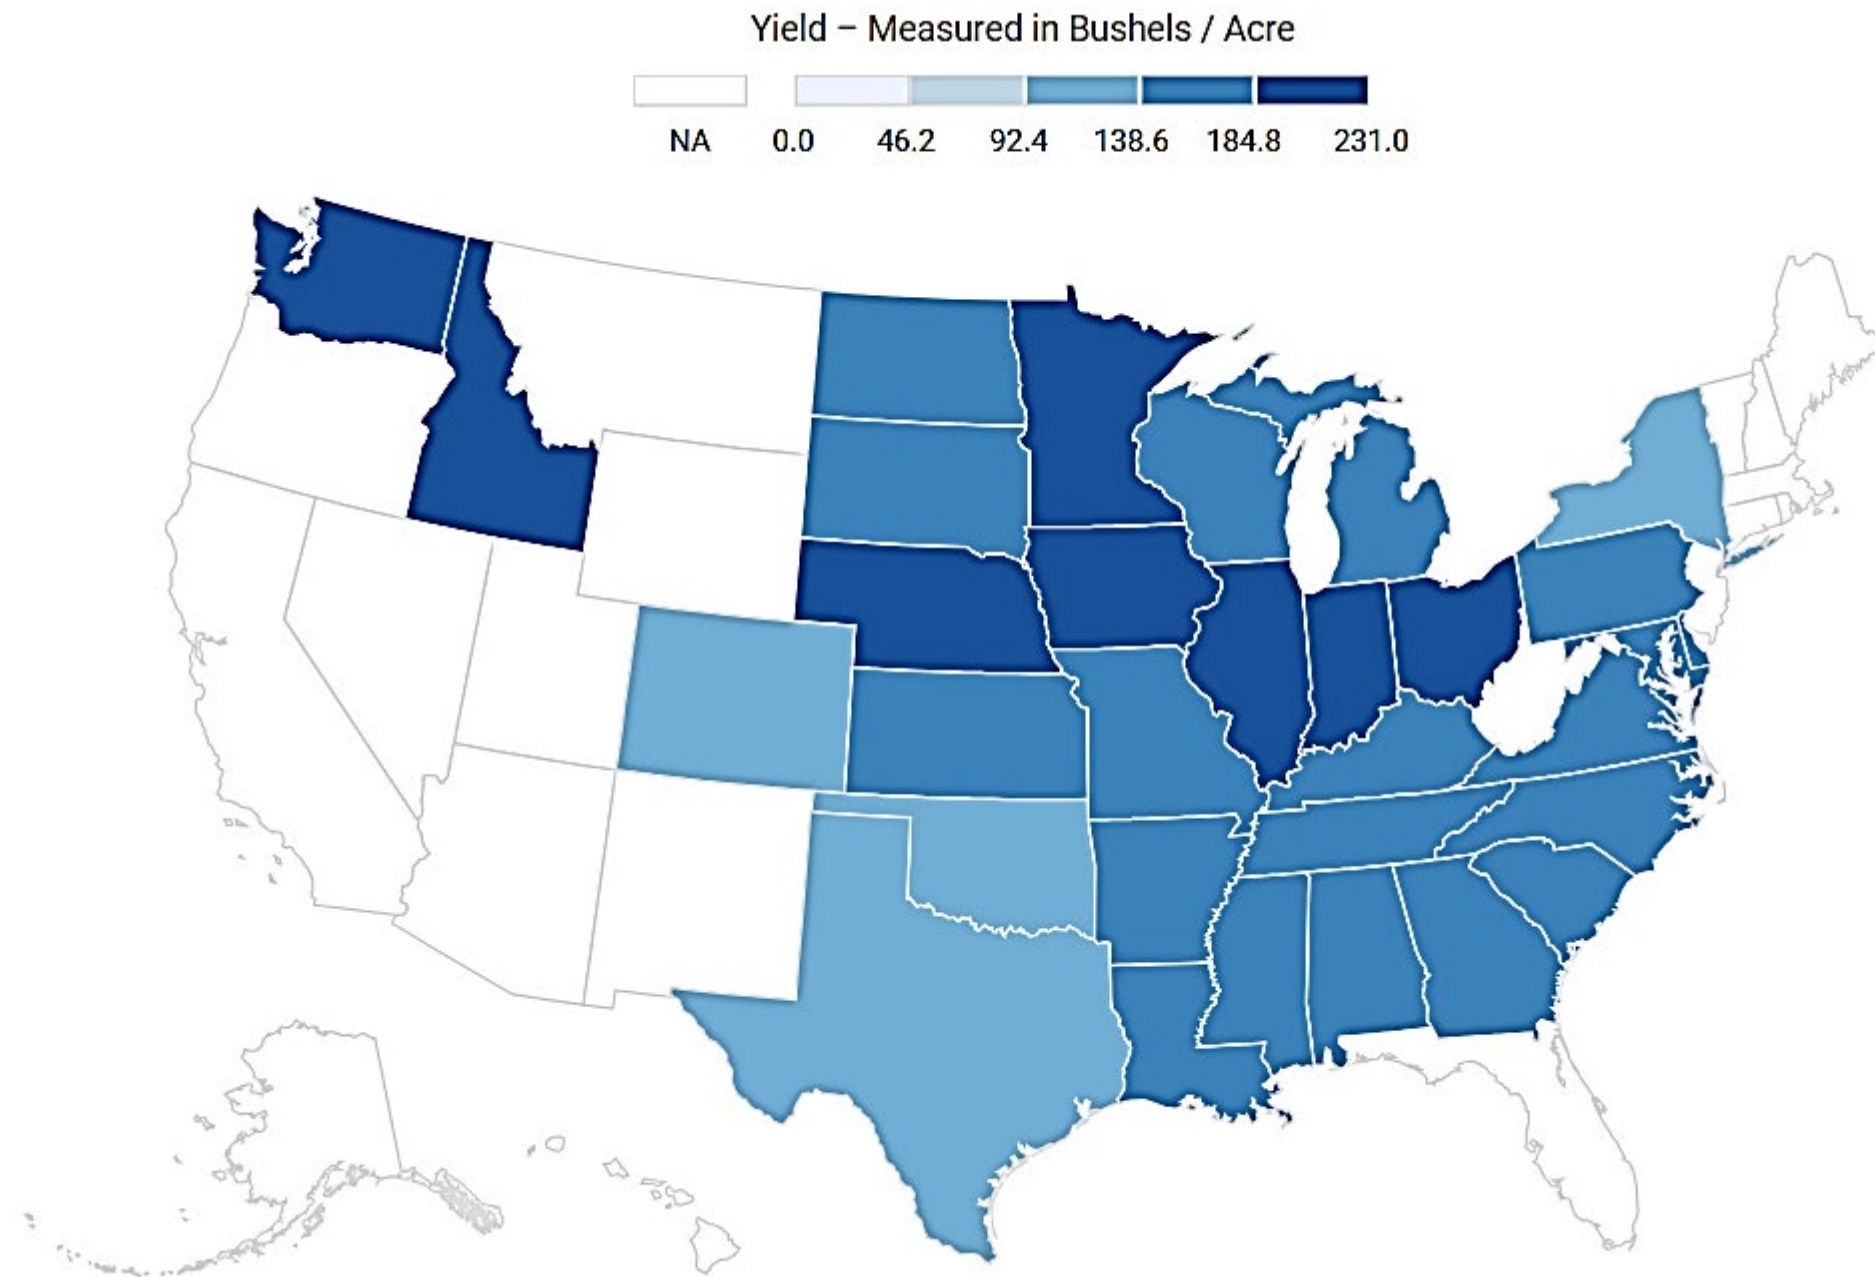 Yield – Measured in Bushels / Acre
NA 0.0 46.2 92.4 138.6 184.8 231.0